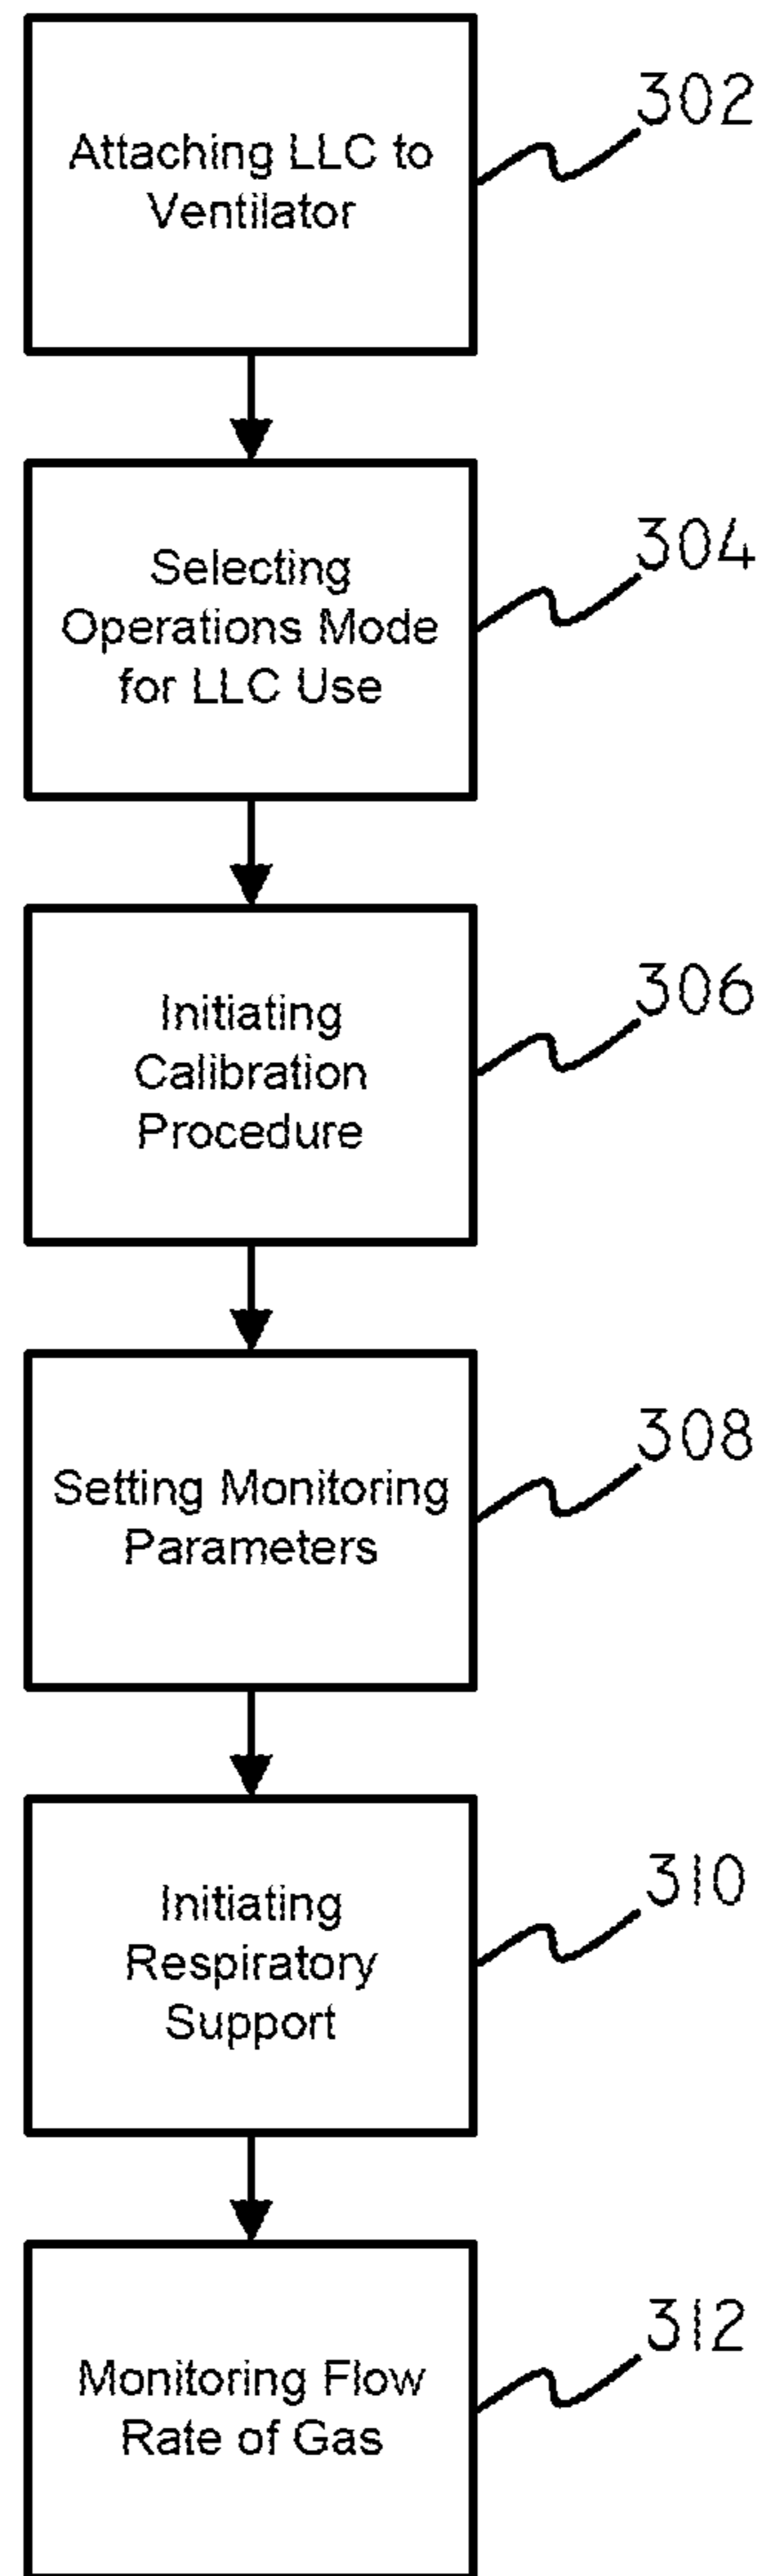 302
Attaching LLC to
Ventilator
304
Selecting
Operations Mode
for LLC Use
306
Initiating
Calibration
Procedure
308
Setting Monitoring
Parameters
310
Initiating
Respiratory
Support
312
Monitoring Flow
Rate of Gas